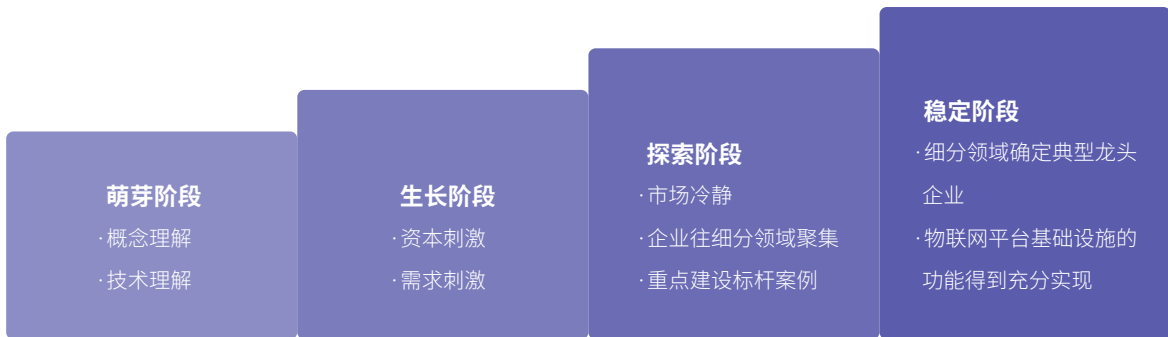 萌芽阶段
·概念理解
·技术理解
生长阶段
·资本刺激
·需求刺激
探索阶段
·市场冷静
·企业往细分领域聚集
·重点建设标杆案例
稳定阶段
·细分领域确定典型龙头
企业
·物联网平台基础设施的
功能得到充分实现